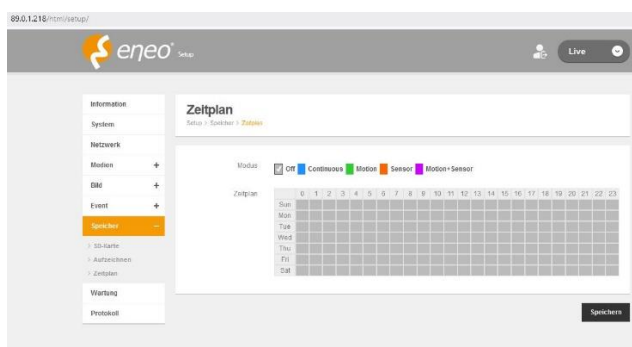 89.0.1.218/html/setup/
eneo Setup
Live
Information
System
Netzwerk
Medien +
Bild +
Event +
Speicher −
> SD-Karte
> Aufzeichnen
> Zeitplan
Wartung
Protokoll
Zeitplan
Setup > Speicher > Zeitplan
Modus Off Continuous Motion Sensor Motion+Sensor
Zeitplan 0 1 2 3 4 5 6 7 8 9 10 11 12 13 14 15 16 17 18 19 20 21 22 23
Sun
Mon
Tue
Wed
Thu
Fri
Sat
Speichern